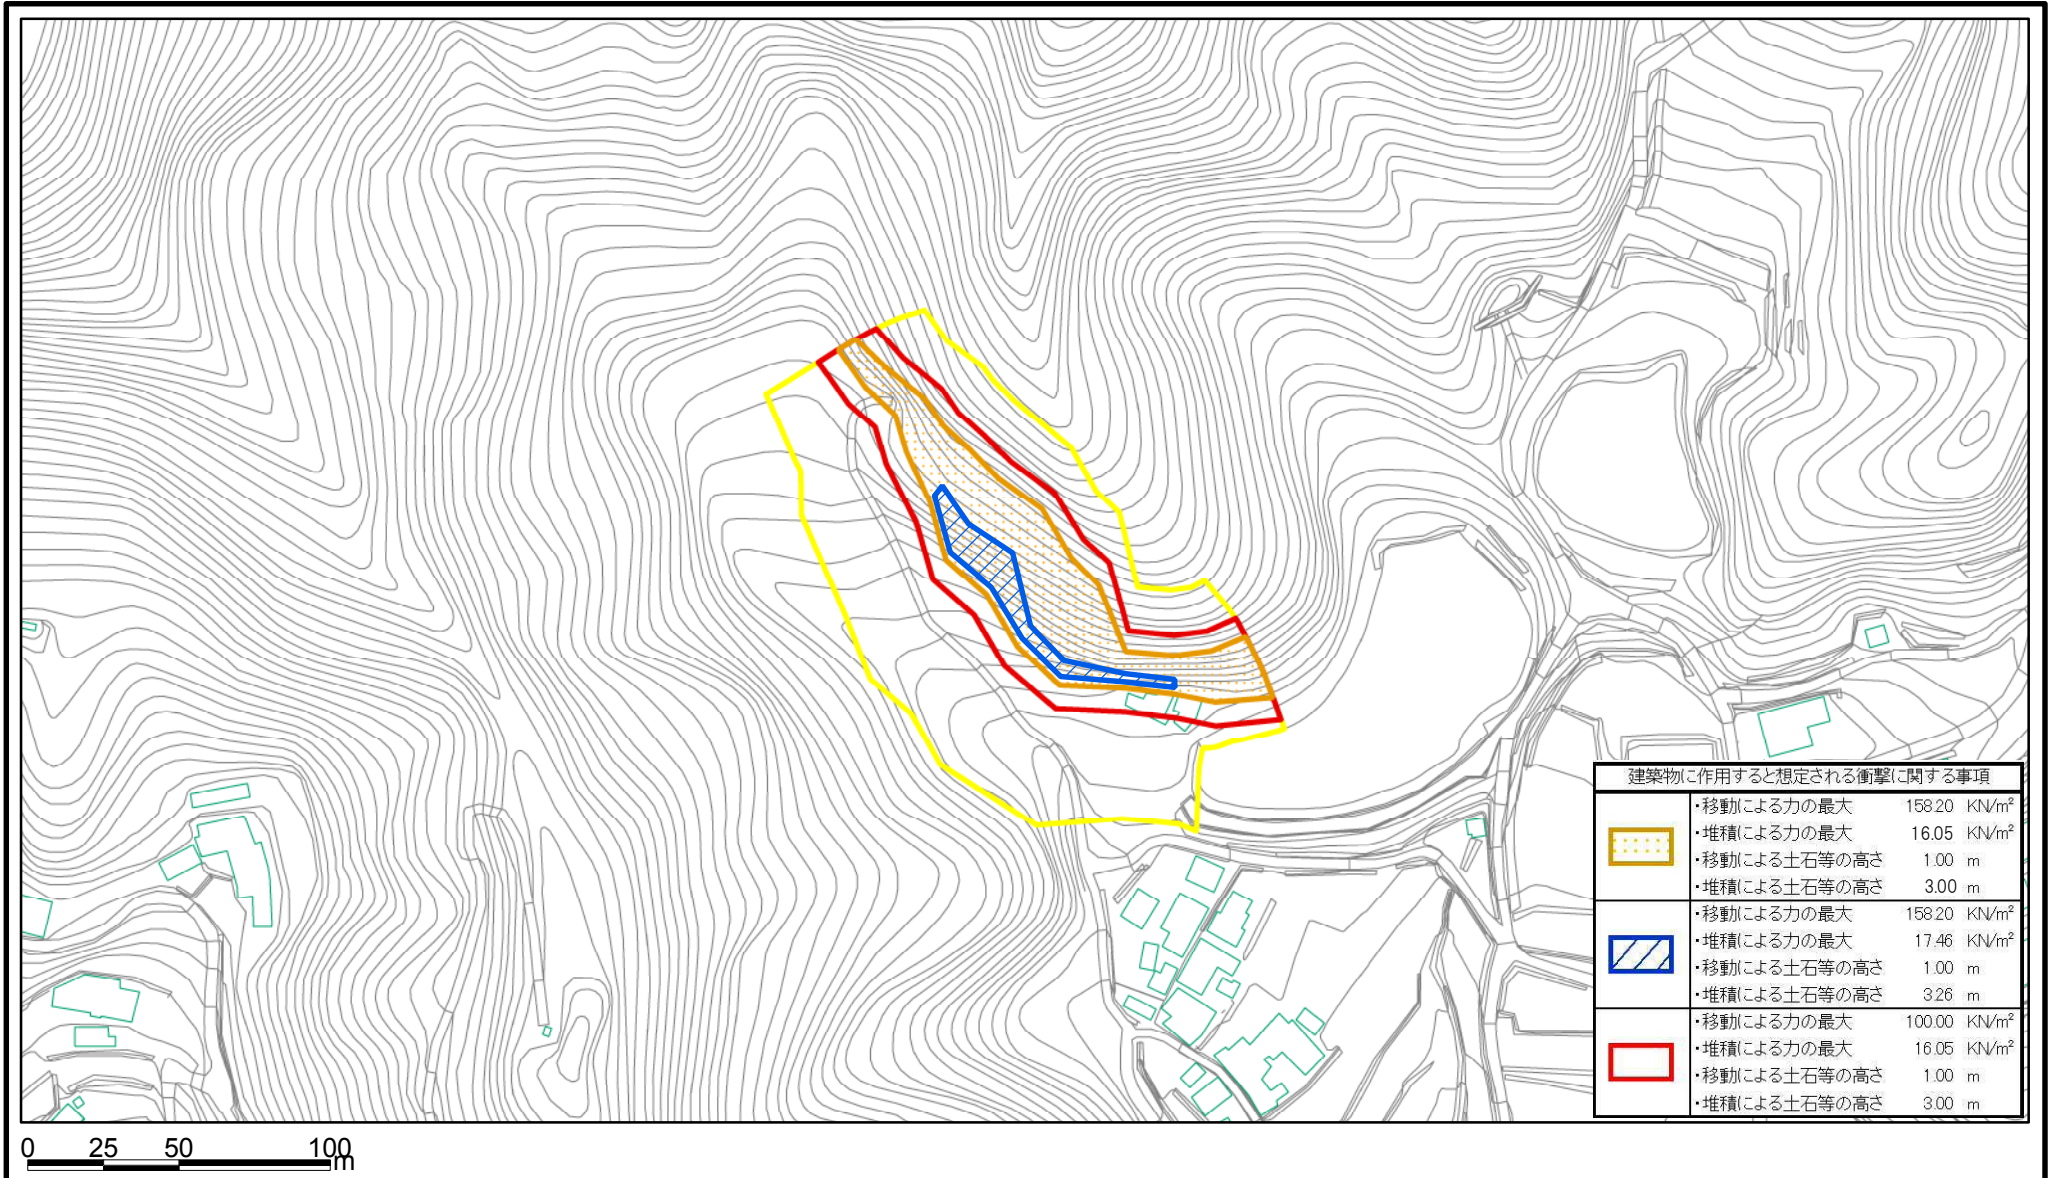 建築物に作用すると想定される衝撃に関する事項
・移動による力の最大 158.20 KN/m²
・堆積による力の最大 16.05 KN/m²
・移動による土石等の高さ 1.00 m
・堆積による土石等の高さ 3.00 m
・移動による力の最大 158.20 KN/m²
・堆積による力の最大 17.46 KN/m²
・移動による土石等の高さ 1.00 m
・堆積による土石等の高さ 3.26 m
・移動による力の最大 100.00 KN/m²
・堆積による力の最大 16.05 KN/m²
・移動による土石等の高さ 1.00 m
・堆積による土石等の高さ 3.00 m
0 25 50 100
m